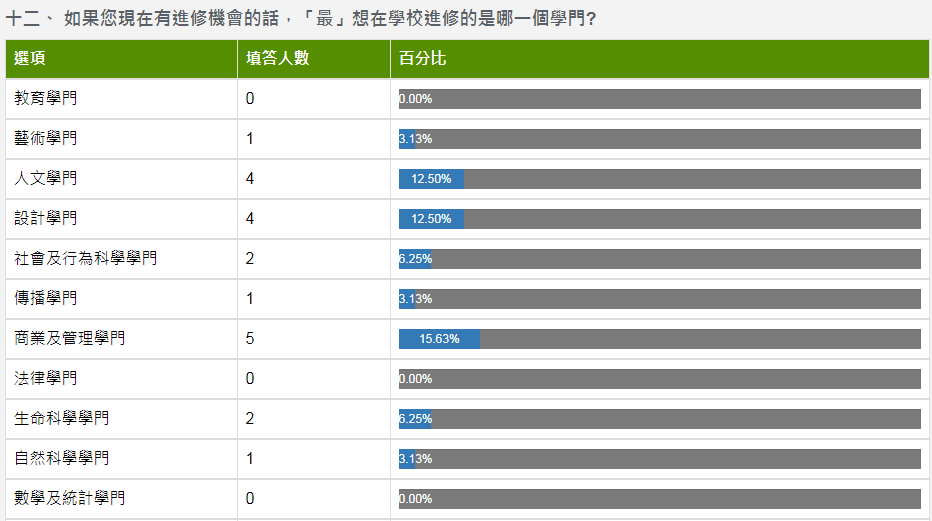 十二、 如果您現在有進修機會的話，「最」想在學校進修的是哪一個學門?
選項 填答人數 百分比
教育學門 0 0.00%
藝術學門 1 3.13%
人文學門 4 12.50%
設計學門 4 12.50%
社會及行為科學學門 2 6.25%
傳播學門 1 3.13%
商業及管理學門 5 15.63%
法律學門 0 0.00%
生命科學學門 2 6.25%
自然科學學門 1 3.13%
數學及統計學門 0 0.00%